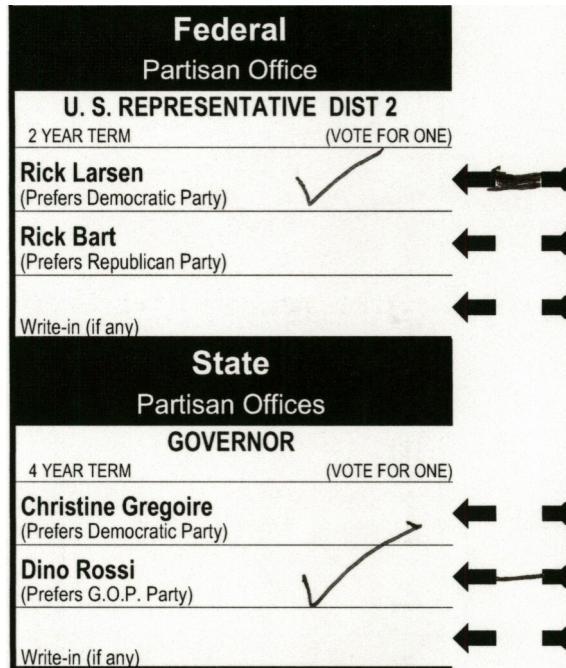 Federal
Partisan Office
U. S. REPRESENTATIVE DIST 2
2 YEAR TERM (VOTE FOR ONE)
Rick Larsen
(Prefers Democratic Party)
Rick Bart
(Prefers Republican Party)
Write-in (if any)
State
Partisan Offices
GOVERNOR
4 YEAR TERM (VOTE FOR ONE)
Christine Gregoire
(Prefers Democratic Party)
Dino Rossi
(Prefers G.O.P. Party)
Write-in (if any)